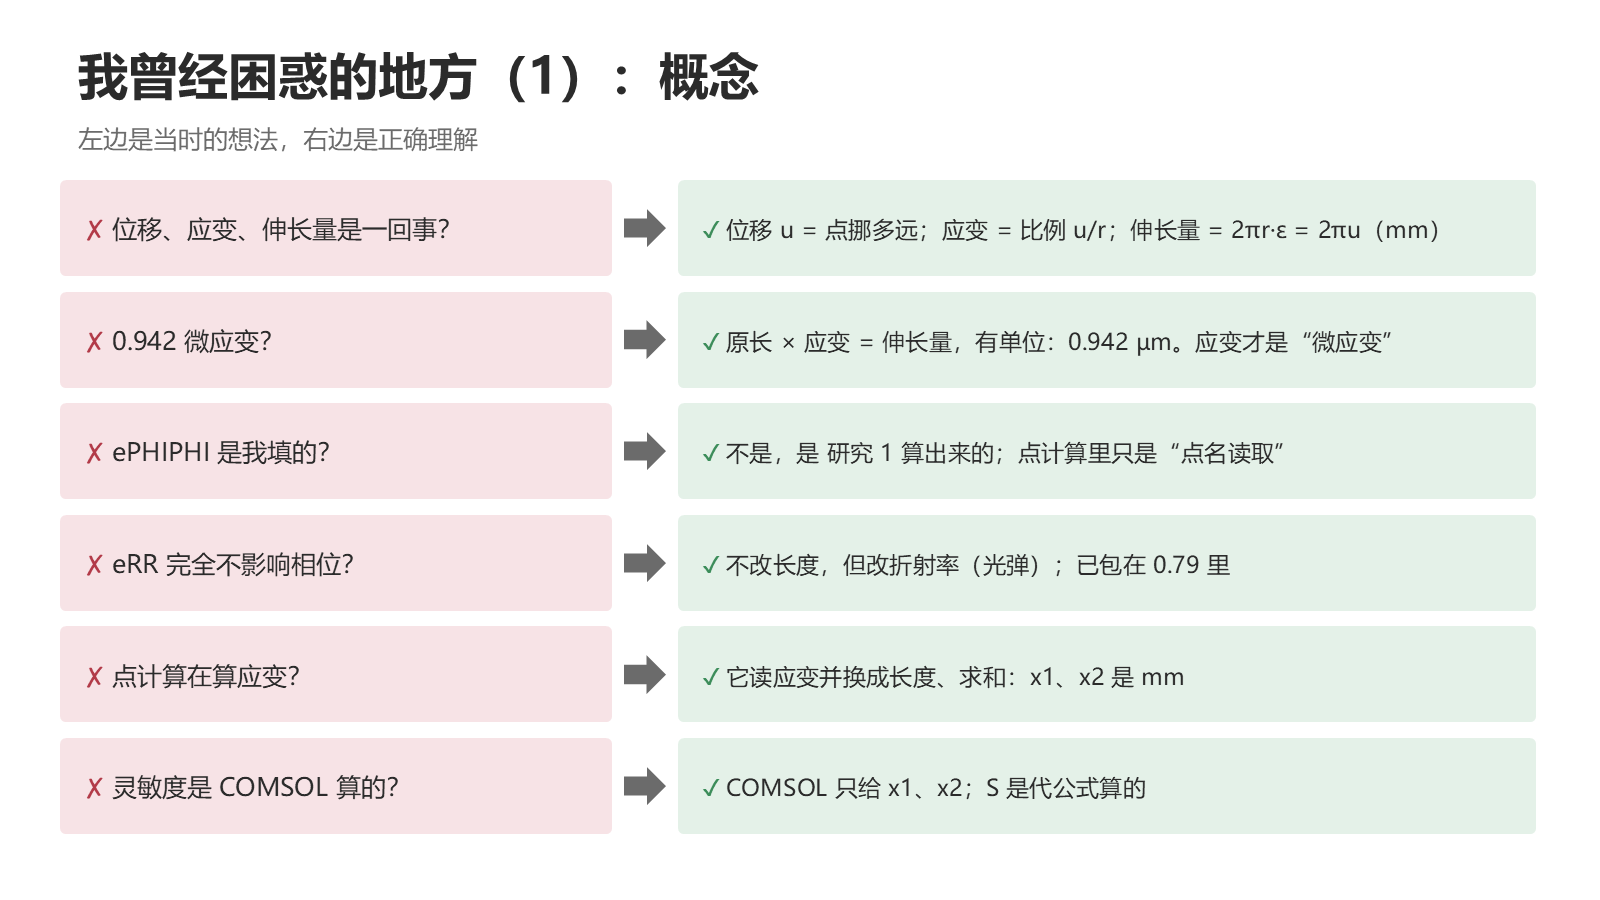 我曾经困惑的地方（1）：概念
左边是当时的想法，右边是正确理解
✗ 位移、应变、伸长量是一回事？
✓ 位移 u = 点挪多远；应变 = 比例 u/r；伸长量 = 2πr·ε = 2πu（mm）
✗ 0.942 微应变？
✓ 原长 × 应变 = 伸长量，有单位：0.942 μm。应变才是“微应变”
✗ ePHIPHI 是我填的？
✓ 不是，是 研究 1 算出来的；点计算里只是“点名读取”
✗ eRR 完全不影响相位？
✓ 不改长度，但改折射率（光弹）；已包在 0.79 里
✗ 点计算在算应变？
✓ 它读应变并换成长度、求和：x1、x2 是 mm
✗ 灵敏度是 COMSOL 算的？
✓ COMSOL 只给 x1、x2；S 是代公式算的